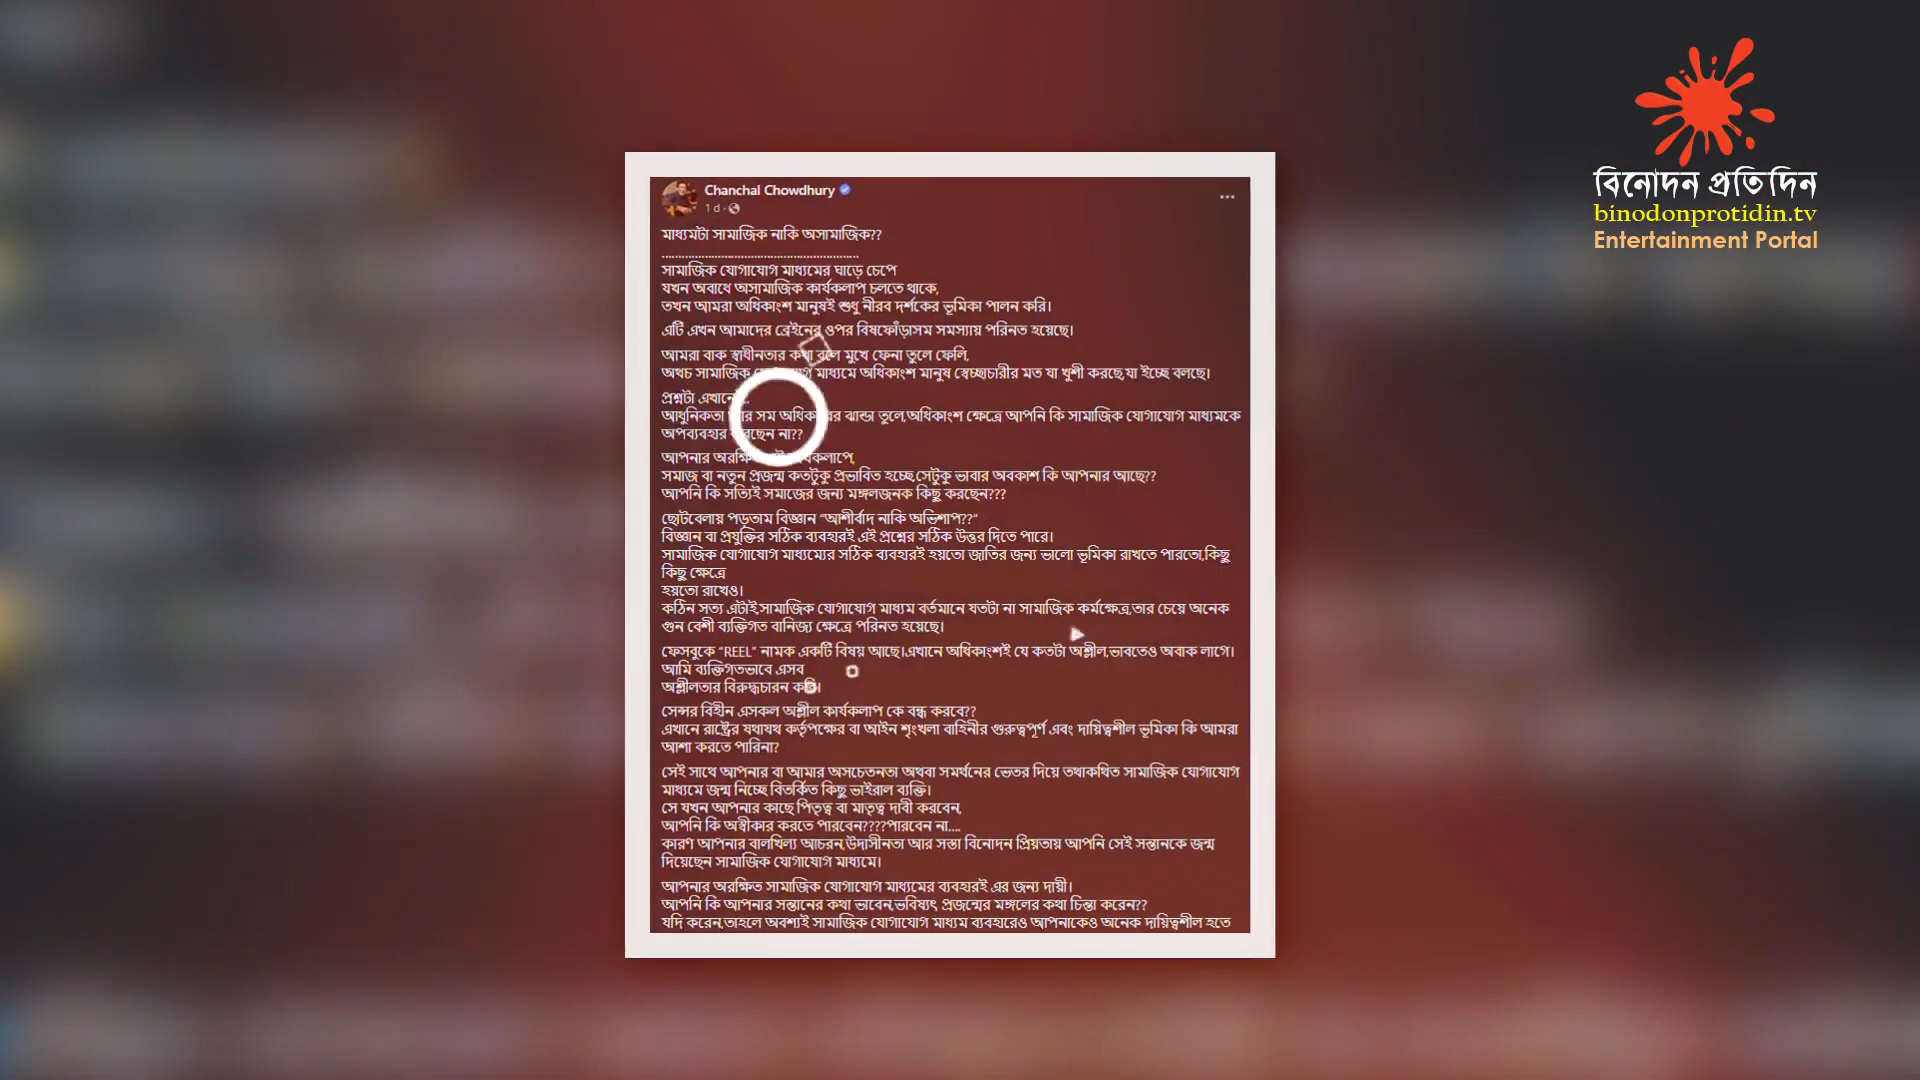 Chanchal Chowdhury
1 d ·
মাধ্যমটা সামাজিক নাকি অসামাজিক??
............................................................
সামাজিক যোগাযোগ মাধ্যমের ঘাড়ে চেপে
যখন অবাধে অসামাজিক কার্যকলাপ চলতে থাকে,
তখন আমরা অধিকাংশ মানুষই শুধু নীরব দর্শকের ভূমিকা পালন করি।
এটি এখন আমাদের ব্রেইনের ওপর বিষফোঁড়াসম সমস্যায় পরিনত হয়েছে।
আমরা বাক স্বাধীনতার কথা বলে মুখে ফেনা তুলে ফেলি,
অথচ সামাজিক মাধ্যমে অধিকাংশ মানুষ স্বেচ্ছাচারীর মত যা খুশী করছে,যা ইচ্ছে বলছে।
প্রশ্নটা এখানে
আধুনিকতা আর সম অধিকারের ঝান্ডা তুলে,অধিকাংশ ক্ষেত্রে আপনি কি সামাজিক যোগাযোগ মাধ্যমকে
অপব্যবহার করছেন না??
আপনার
সমাজ বা নতুন প্রজন্ম কতটুকু প্রভাবিত হচ্ছে,সেটুকু ভাবার অবকাশ কি আপনার আছে??
আপনি কি সত্যিই সমাজের জন্য মঙ্গলজনক কিছু করছেন???
ছোটবেলায় পড়তাম বিজ্ঞান “আশীর্বাদ নাকি অভিশাপ??“
বিজ্ঞান বা প্রযুক্তির সঠিক ব্যবহারই এই প্রশ্নের সঠিক উত্তর দিতে পারে।
সামাজিক যোগাযোগ মাধ্যম্যের সঠিক ব্যবহারই হয়তো জাতির জন্য ভালো ভূমিকা রাখতে পারতো,কিছু
কিছু ক্ষেত্রে
হয়তো রাখেও।
কঠিন সত্য এটাই,সামাজিক যোগাযোগ মাধ্যম বর্তমানে যতটা না সামাজিক কর্মক্ষেত্র,তার চেয়ে অনেক
গুন বেশী ব্যক্তিগত বানিজ্য ক্ষেত্রে পরিনত হয়েছে।
ফেসবুকে “REEL” নামক একটি বিষয় আছে।এখানে অধিকাংশই যে কতটা অশ্লীল,ভাবতেও অবাক লাগে।
আমি ব্যক্তিগতভাবে এসব
অশ্লীলতার বিরুদ্ধচারন করি।
সেন্সর বিহীন এসকল অশ্লীল কার্যকলাপ কে বন্ধ করবে??
এখানে রাষ্ট্রের যথাযথ কর্তৃপক্ষের বা আইন শৃংখলা বাহিনীর গুরুত্বপূর্ণ এবং দায়িত্বশীল ভূমিকা কি আমরা
আশা করতে পারিনা?
সেই সাথে আপনার বা আমার অসচেতনতা অথবা সমর্থনের ভেতর দিয়ে তথাকথিত সামাজিক যোগাযোগ
মাধ্যমে জন্ম নিচ্ছে বিতর্কিত কিছু ভাইরাল ব্যক্তি।
সে যখন আপনার কাছে পিতৃত্ব বা মাতৃত্ব দাবী করবেন,
আপনি কি অস্বীকার করতে পারবেন????পারবেন না....
কারণ আপনার বালখিল্য আচরন,উদাসীনতা আর সস্তা বিনোদন প্রিয়তায় আপনি সেই সন্তানকে জন্ম
দিয়েছেন সামাজিক যোগাযোগ মাধ্যমে।
আপনার অরক্ষিত সামাজিক যোগাযোগ মাধ্যমের ব্যবহারই এর জন্য দায়ী।
আপনি কি আপনার সন্তানের কথা ভাবেন,ভবিষ্যৎ প্রজন্মের মঙ্গলের কথা চিন্তা করেন??
যদি করেন,তাহলে অবশ্যই সামাজিক যোগাযোগ মাধ্যম ব্যবহারেও আপনাকেও অনেক দায়িত্বশীল হতে
বিনোদন প্রতিদিন
binodonprotidin.tv
Entertainment Portal